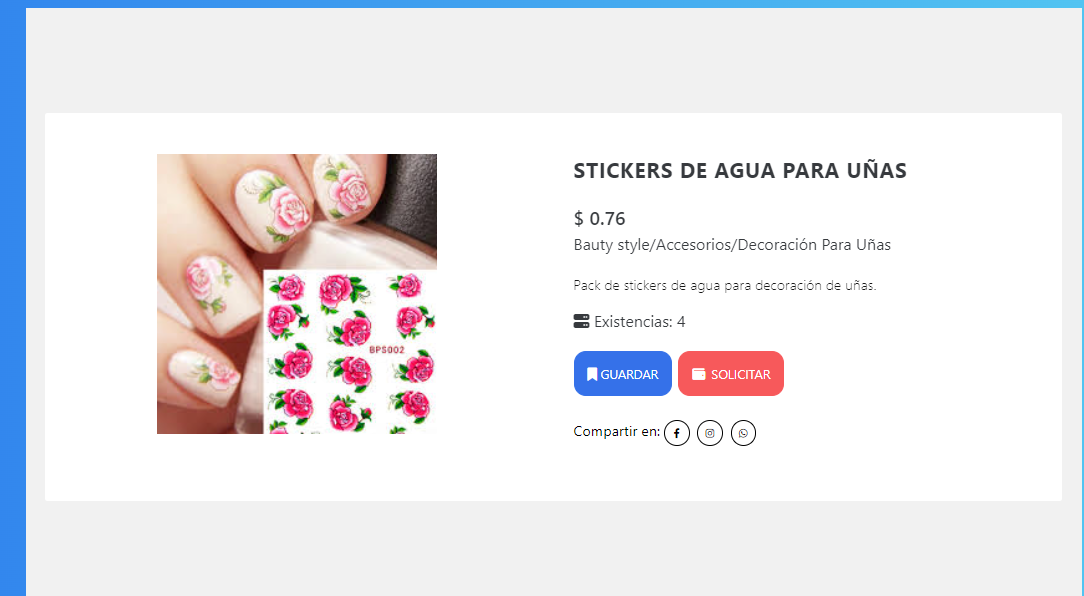 STICKERS DE AGUA PARA UÑAS
$ 0.76
Bauty style/Accesorios/Decoración Para Uñas
Pack de stickers de agua para decoración de uñas.
Existencias: 4
GUARDAR SOLICITAR
Compartir en:
BPS002